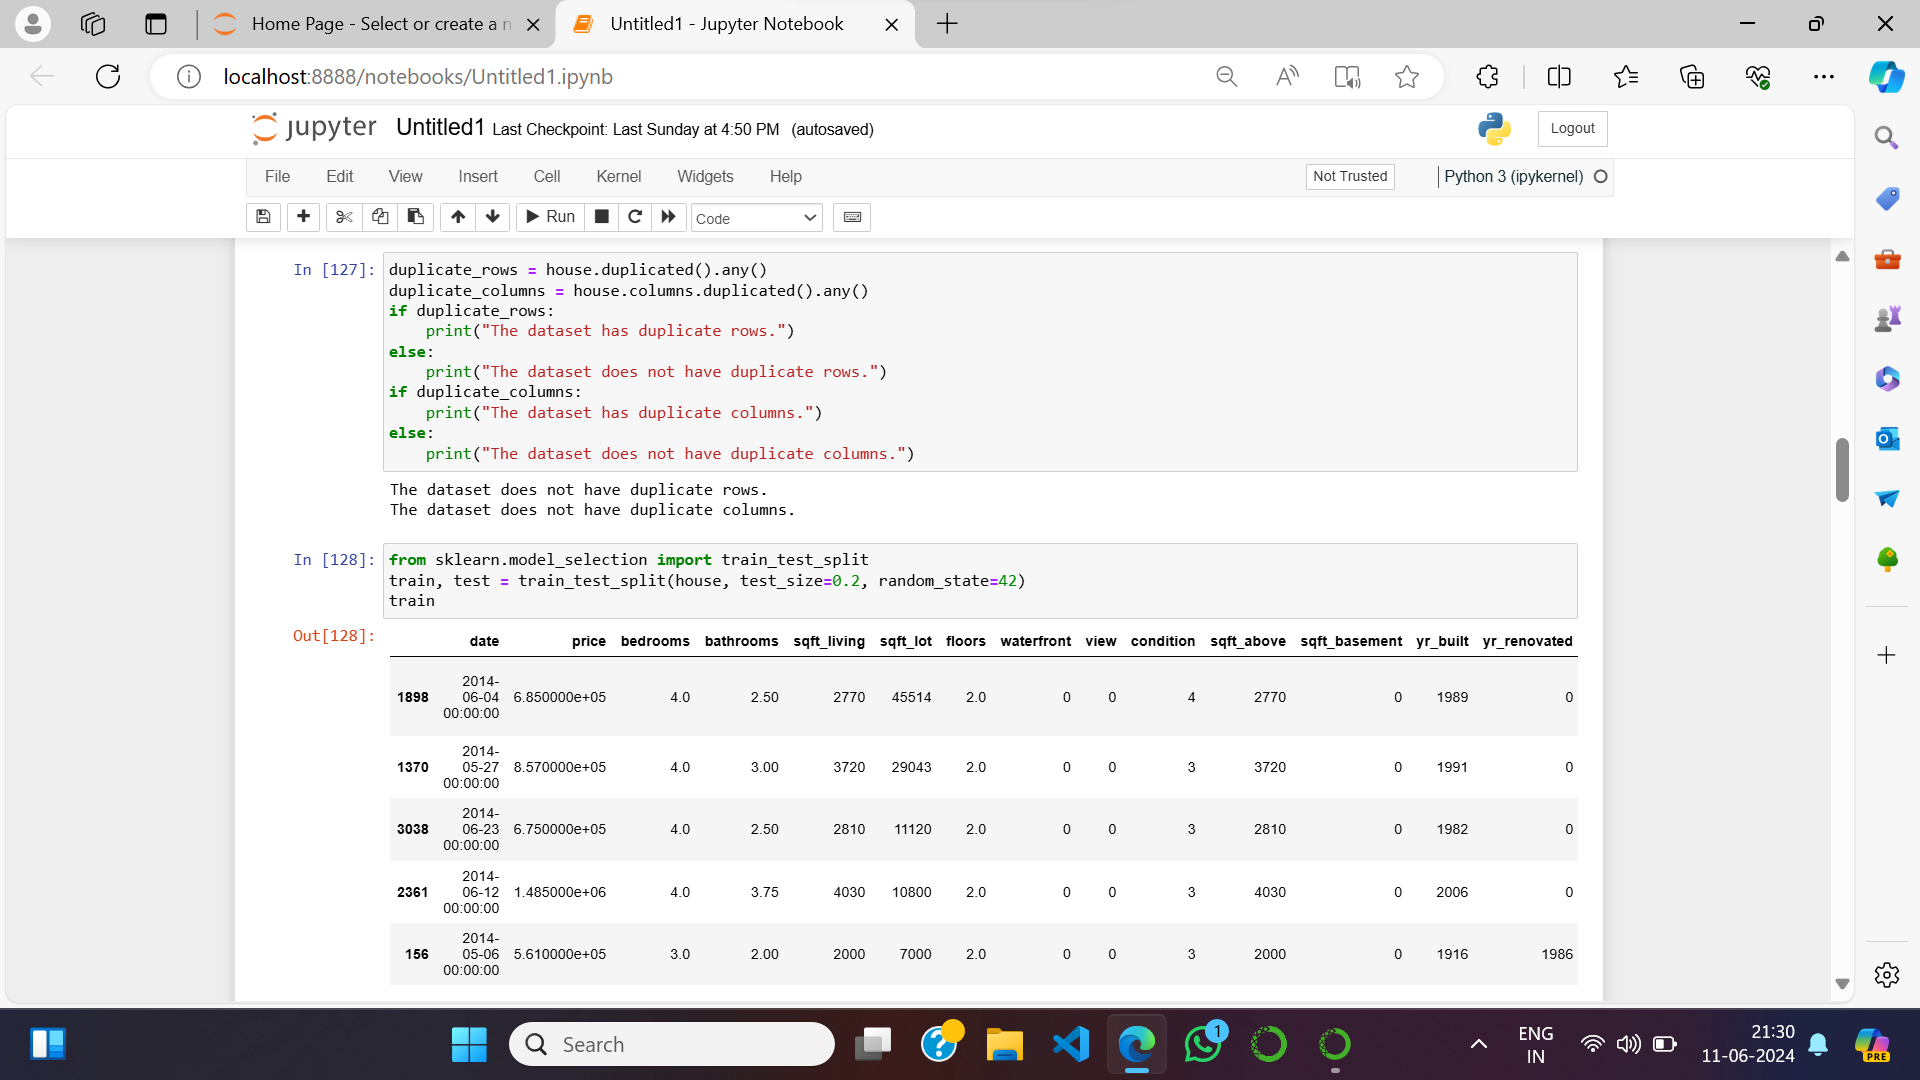 Home Page - Select or create a n
Untitled1 - Jupyter Notebook
localhost:8888/notebooks/Untitled1.ipynb
jupyter Untitled1 Last Checkpoint: Last Sunday at 4:50 PM (autosaved)
Logout
File Edit View Insert Cell Kernel Widgets Help
Not Trusted
Python 3 (ipykernel)
Run
Code
In [127]:
duplicate_rows = house.duplicated().any()
duplicate_columns = house.columns.duplicated().any()
if duplicate_rows:
    print("The dataset has duplicate rows.")
else:
    print("The dataset does not have duplicate rows.")
if duplicate_columns:
    print("The dataset has duplicate columns.")
else:
    print("The dataset does not have duplicate columns.")
The dataset does not have duplicate rows.
The dataset does not have duplicate columns.
In [128]:
from sklearn.model_selection import train_test_split
train, test = train_test_split(house, test_size=0.2, random_state=42)
train
Out[128]:
date price bedrooms bathrooms sqft_living sqft_lot floors waterfront view condition sqft_above sqft_basement yr_built yr_renovated
1898 2014-06-04 00:00:00 6.850000e+05 4.0 2.50 2770 45514 2.0 0 0 4 2770 0 1989 0
1370 2014-05-27 00:00:00 8.570000e+05 4.0 3.00 3720 29043 2.0 0 0 3 3720 0 1991 0
3038 2014-06-23 00:00:00 6.750000e+05 4.0 2.50 2810 11120 2.0 0 0 3 2810 0 1982 0
2361 2014-06-12 00:00:00 1.485000e+06 4.0 3.75 4030 10800 2.0 0 0 3 4030 0 2006 0
156 2014-05-06 00:00:00 5.610000e+05 3.0 2.00 2000 7000 2.0 0 0 3 2000 0 1916 1986
Search
1
ENG
IN
21:30
11-06-2024
PRE